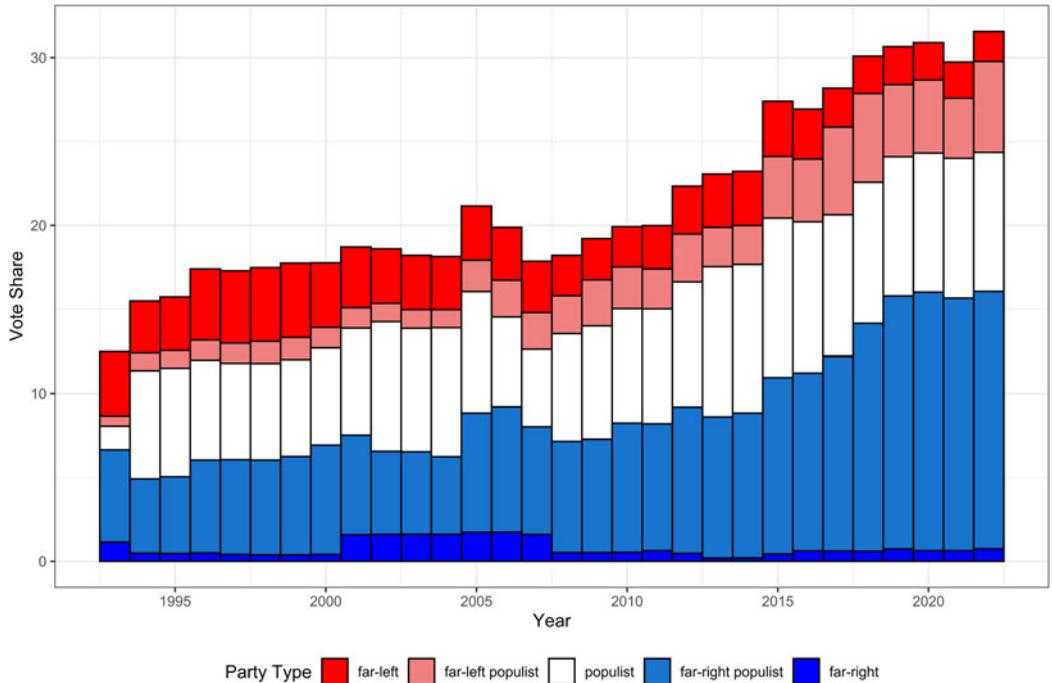 30
20
10
0
Vote Share
1995 2000 2005 2010 2015 2020
Year
Party Type far-left far-left populist populist far-right populist far-right